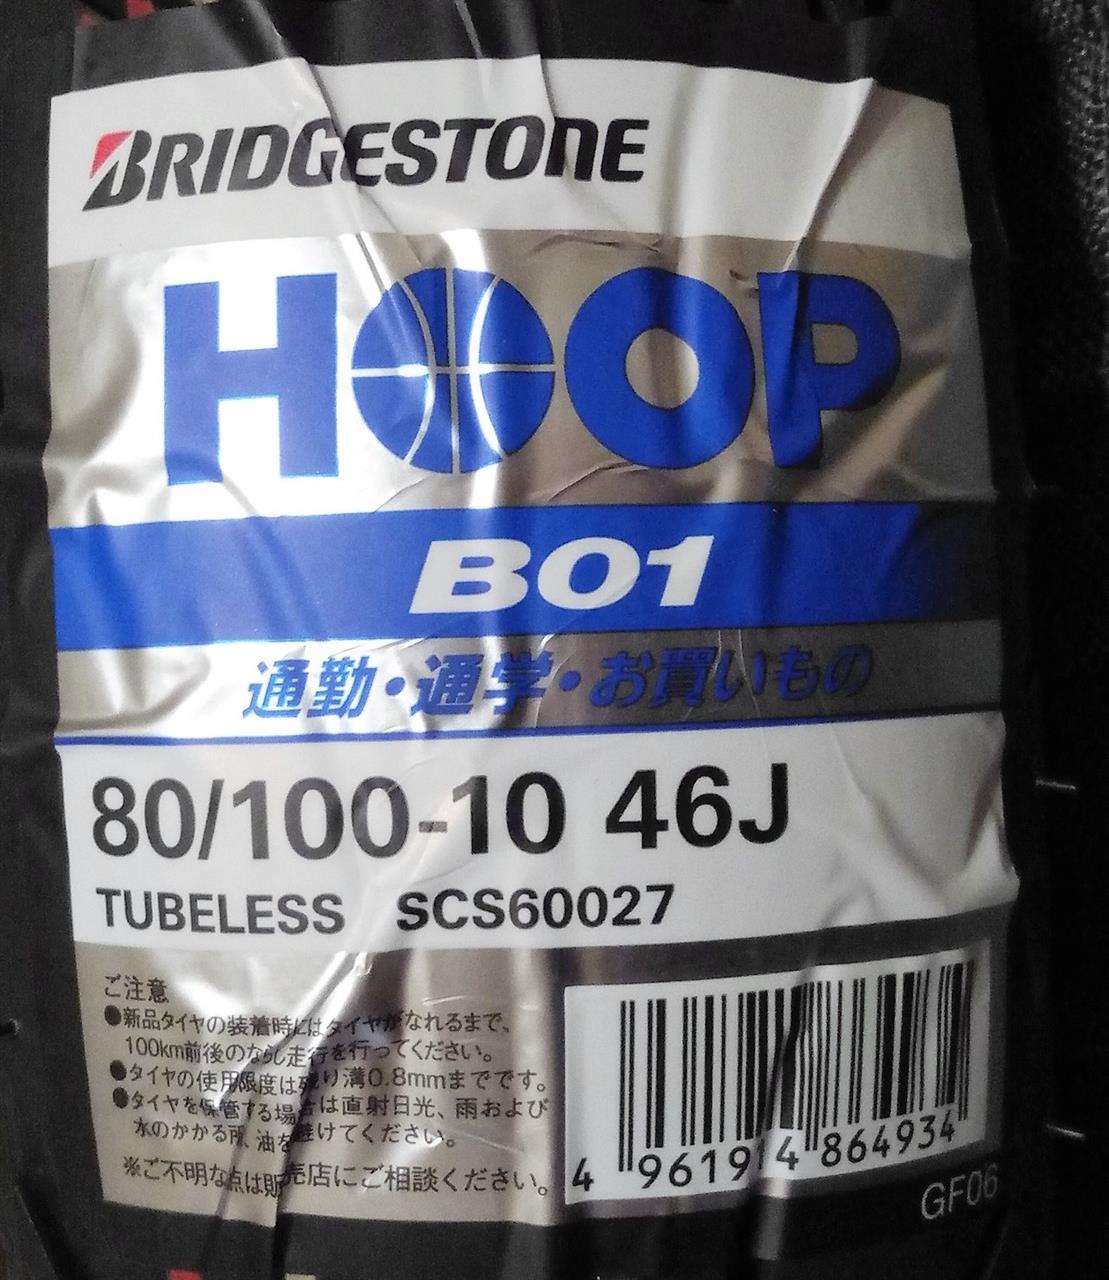 BRIDGESTONE
HOOP
B01
通勤・通学・お買いもの
80/100-10 46J
TUBELESS SCS60027
ご注意
●新品タイヤの装着時にはタイヤがなれるまで、
100km前後のならし走行を行ってください。
●タイヤの使用限度は残り溝0.8mmまでです。
●タイヤを保管する場合は直射日光、雨および
水のかかる所、油を避けてください。
※ご不明な点は販売店にご相談ください。
4 961914 864934
GF06